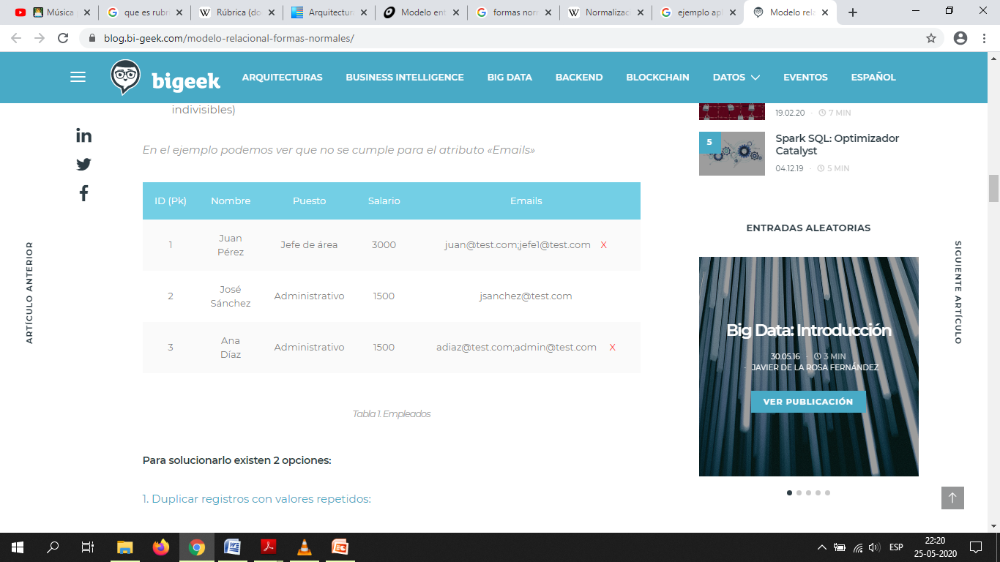 Música
que es rubr
Rúbrica (do
Arquitectura
Modelo ent
formas norm
Normalizac
ejemplo apl
Modelo rela
blog.bi-geek.com/modelo-relacional-formas-normales/
bigeek
ARQUITECTURAS
BUSINESS INTELLIGENCE
BIG DATA
BACKEND
BLOCKCHAIN
DATOS
EVENTOS
ESPAÑOL
indivisibles)
En el ejemplo podemos ver que no se cumple para el atributo «Emails»
ID (Pk) Nombre Puesto Salario Emails
1 Juan Pérez Jefe de área 3000 juan@test.com;jefe1@test.com X
2 José Sánchez Administrativo 1500 jsanchez@test.com
3 Ana Díaz Administrativo 1500 adiaz@test.com;admin@test.com X
Tabla 1. Empleados
Para solucionarlo existen 2 opciones:
1. Duplicar registros con valores repetidos:
ARTÍCULO ANTERIOR
19.02.20 · 7 MIN
5
Spark SQL: Optimizador
Catalyst
04.12.19 · 5 MIN
ENTRADAS ALEATORIAS
Big Data: Introducción
30.05.16 · 3 MIN
· JAVIER DE LA ROSA FERNÁNDEZ
VER PUBLICACIÓN
SIGUIENTE ARTÍCULO
ESP
22:20
25-05-2020